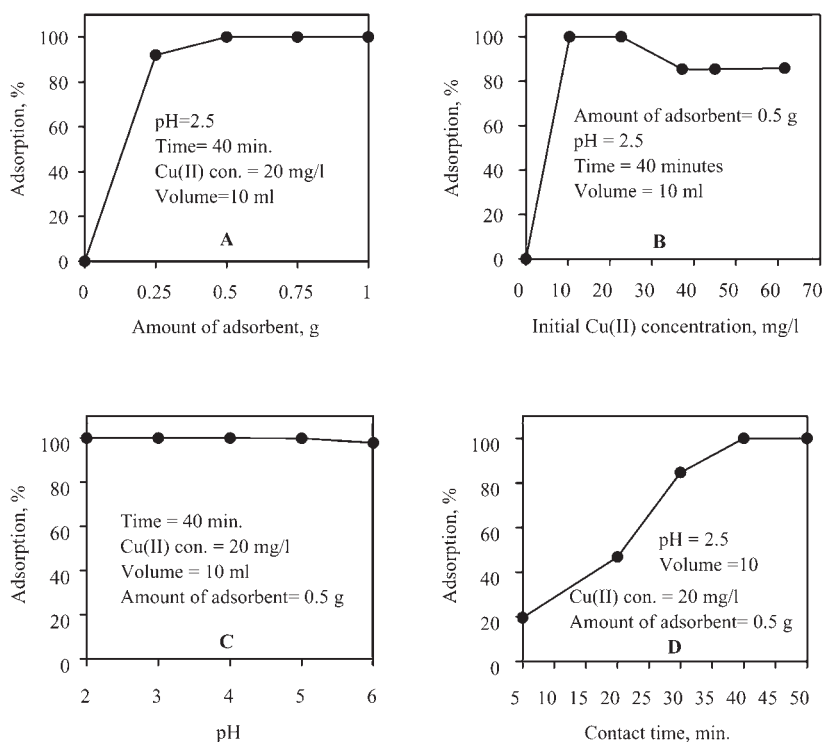 100
80
60
40
20
0
Adsorption, %
pH=2.5
Time= 40 min.
Cu(II) con. = 20 mg/l
Volume=10 ml
A
0 0.25 0.5 0.75 1
Amount of adsorbent, g
100
80
60
40
20
0
Adsorption, %
Amount of adsorbent= 0.5 g
pH = 2.5
Time = 40 minutes
Volume = 10 ml
B
0 10 20 30 40 50 60 70
Initial Cu(II) concentration, mg/l
100
80
60
40
20
0
Adsorption, %
Time = 40 min.
Cu(II) con. = 20 mg/l
Volume = 10 ml
Amount of adsorbent= 0.5 g
C
2 3 4 5 6
pH
100
80
60
40
20
0
Adsorption, %
pH = 2.5
Volume =10
Cu(II) con. = 20 mg/l
Amount of adsorbent= 0.5 g
D
5 10 15 20 25 30 35 40 45 50
Contact time, min.